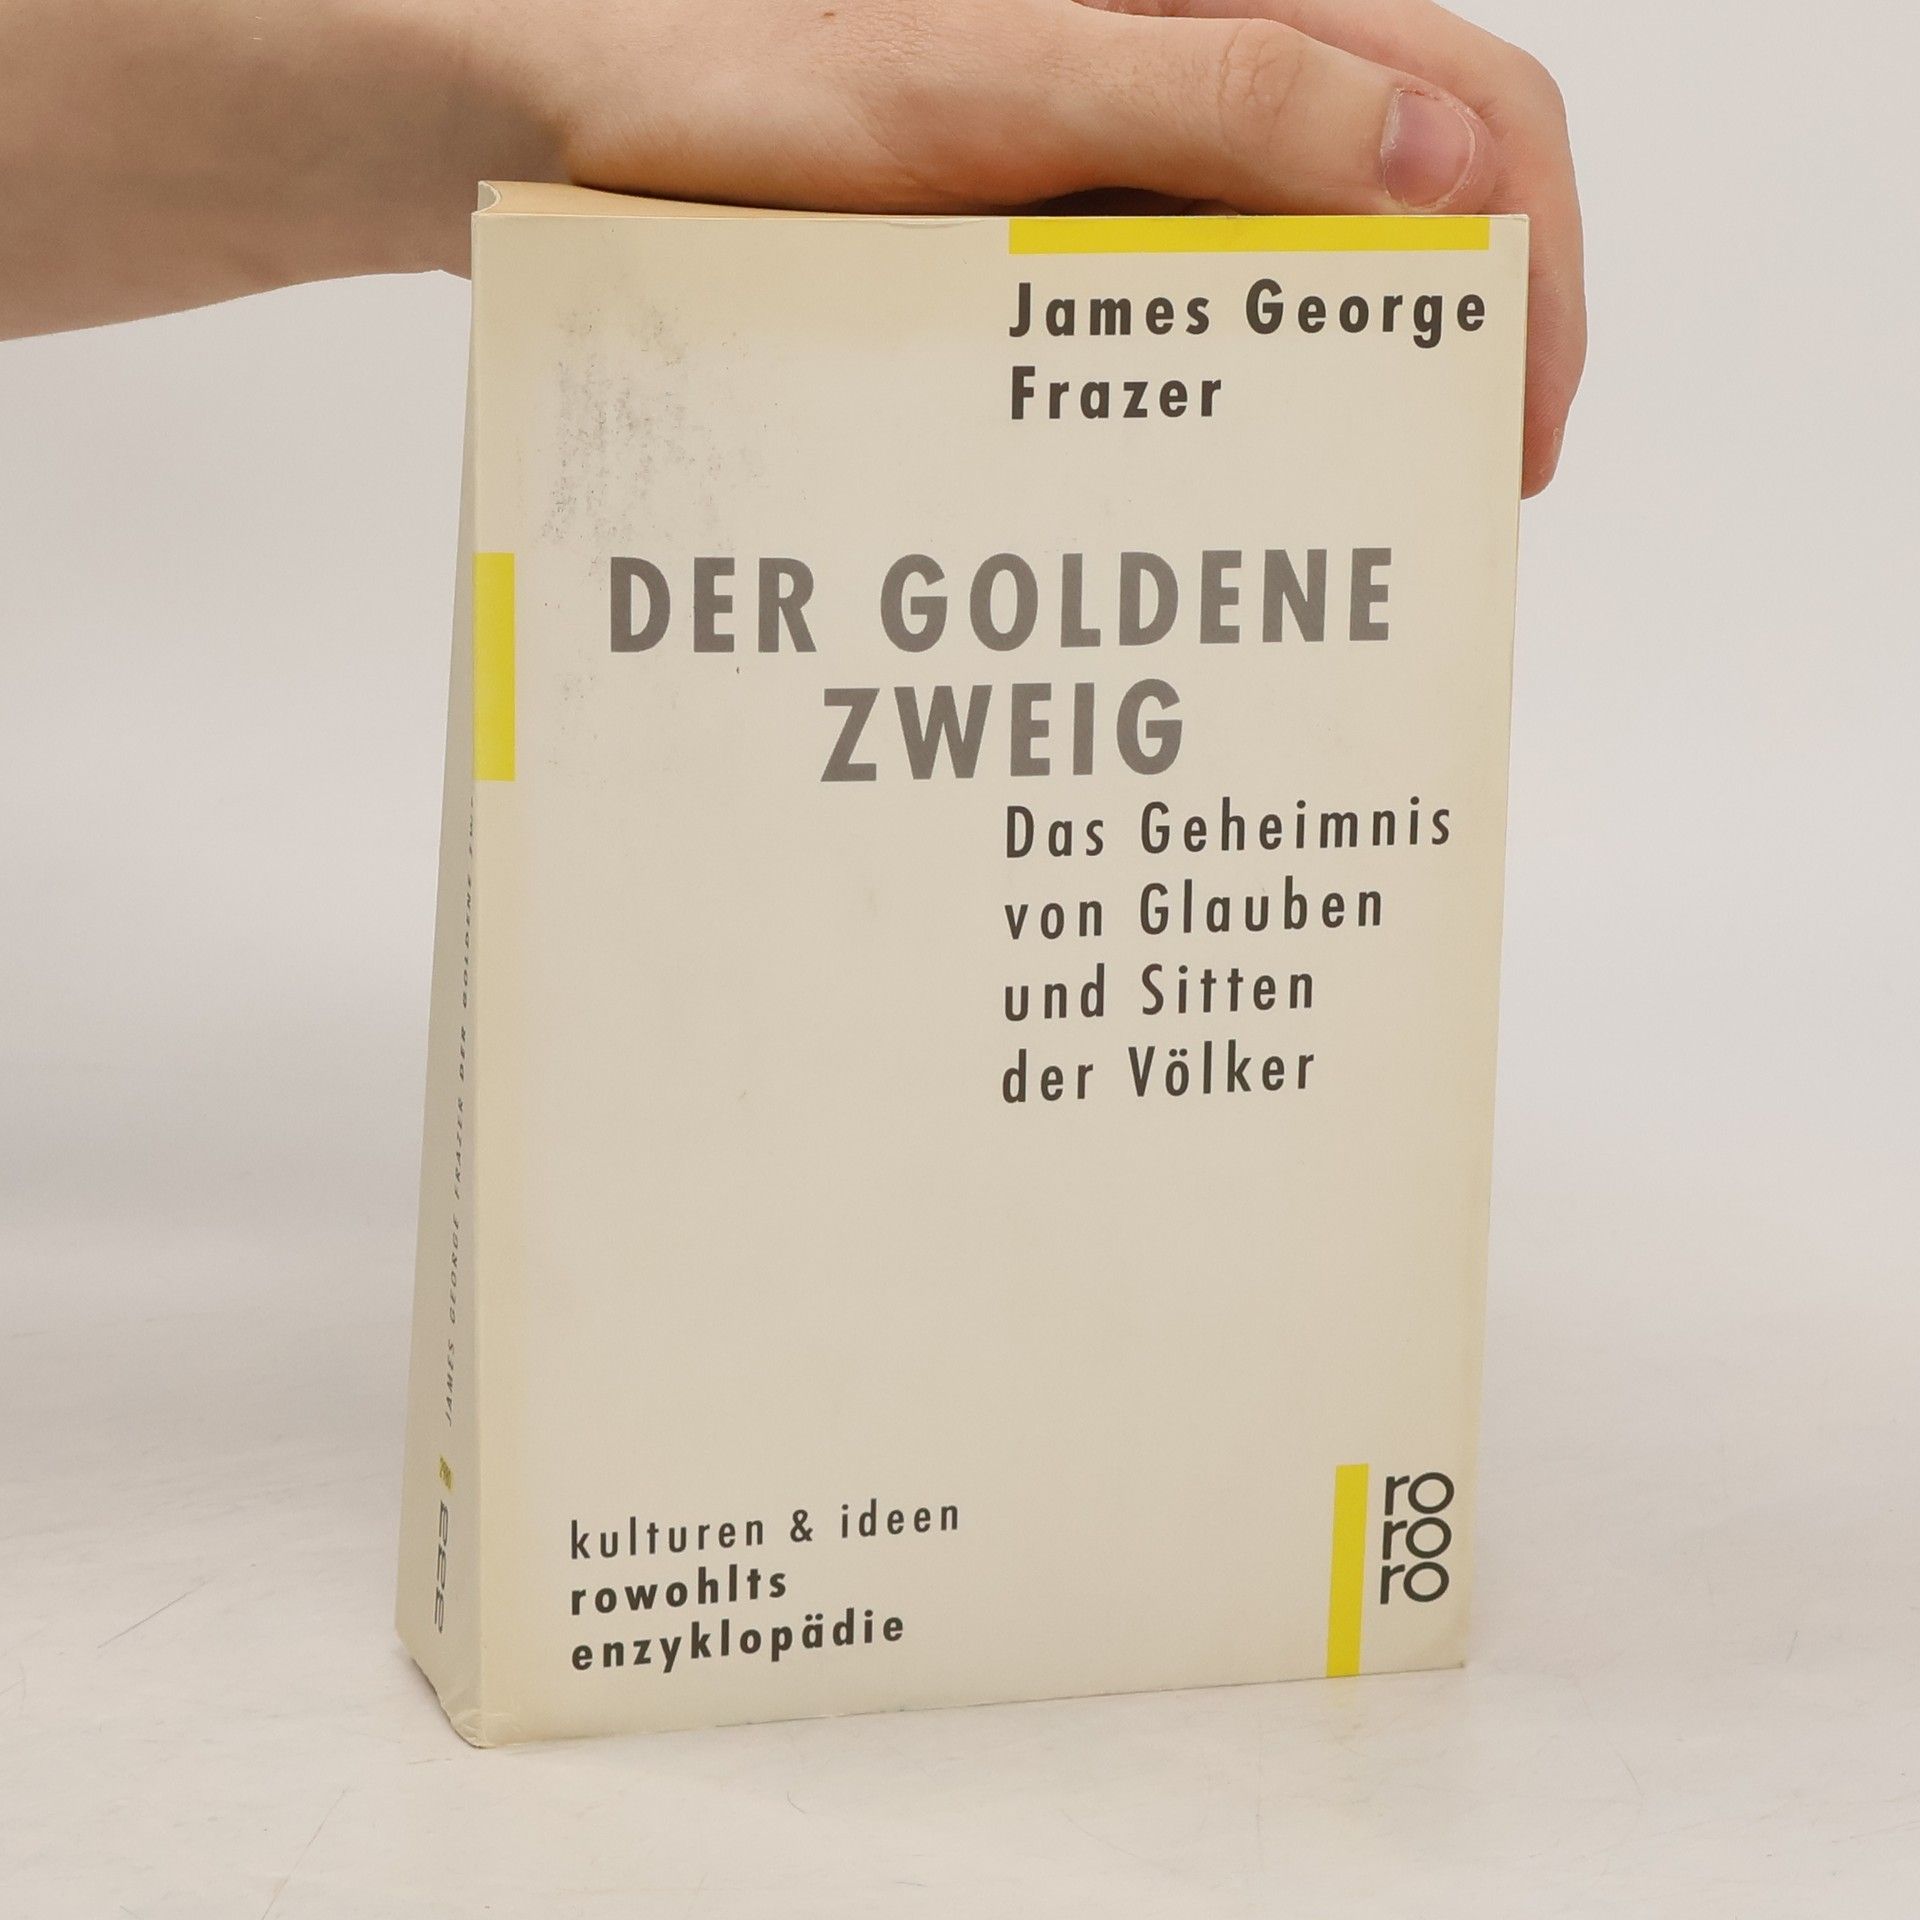 James George
Frazer
DER GOLDENE
ZWEIG
Das Geheimnis
von Glauben
und Sitten
der Völker
kulturen & ideen
rowohlts
enzyklopädie
ro
ro
ro
JAMES GEORGE FRAZER DER GOLDENE